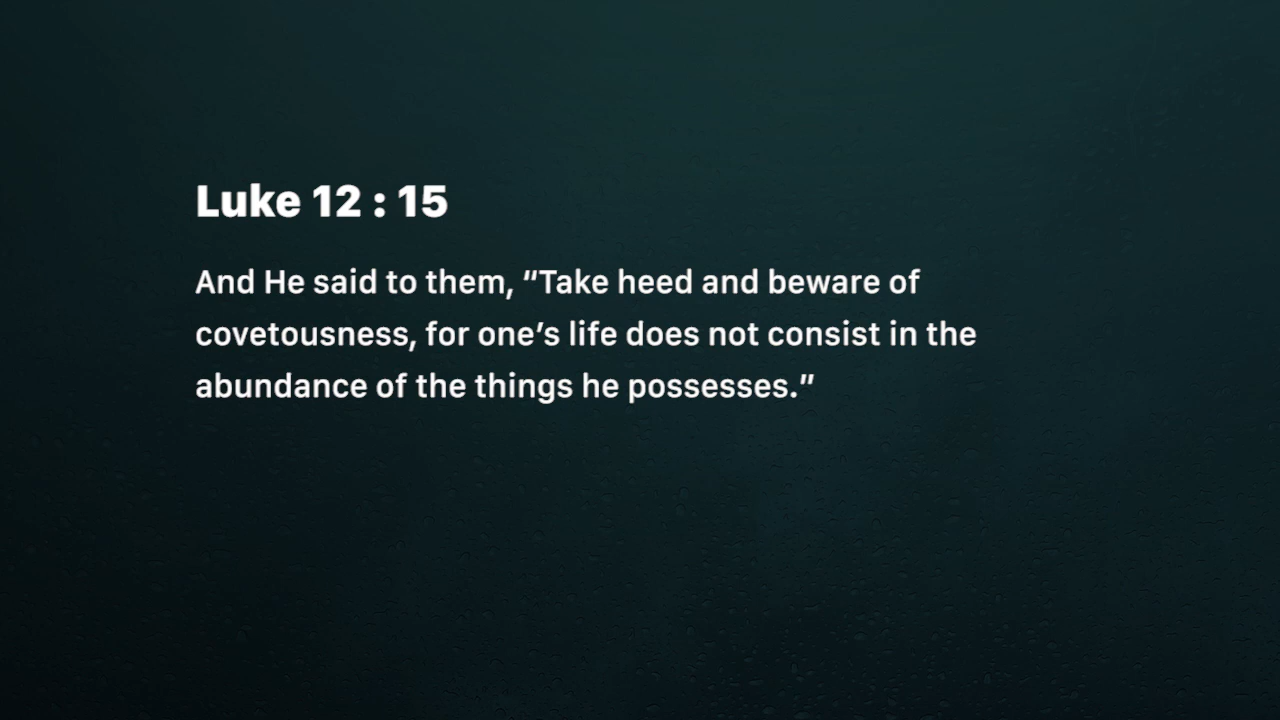 Luke 12 : 15
And He said to them, “Take heed and beware of
covetousness, for one’s life does not consist in the
abundance of the things he possesses.”